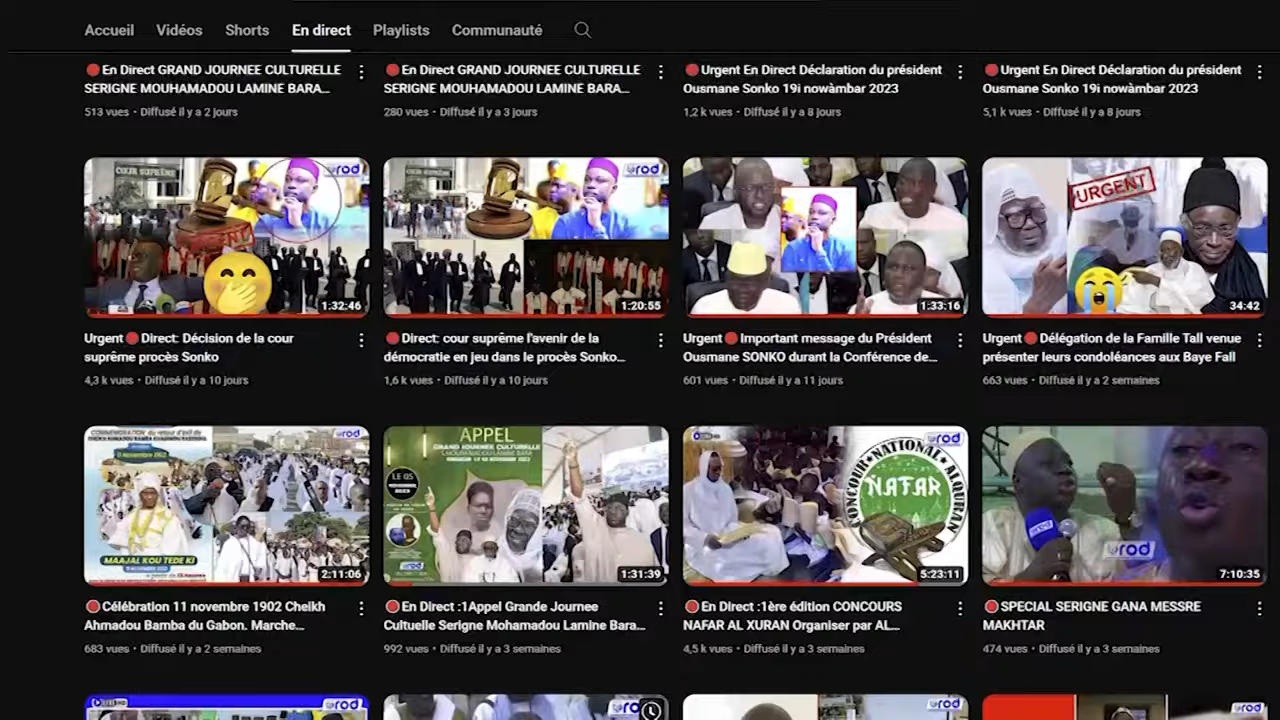 Accueil Vidéos Shorts En direct Playlists Communauté
En Direct GRAND JOURNEE CULTURELLE
SERIGNE MOUHAMADOU LAMINE BARA...
513 vues • Diffusé il y a 2 jours
En Direct GRAND JOURNEE CULTURELLE
SERIGNE MOUHAMADOU LAMINE BARA...
280 vues • Diffusé il y a 3 jours
Urgent En Direct Déclaration du président
Ousmane Sonko 19i nowàmbar 2023
1,2 k vues • Diffusé il y a 8 jours
Urgent En Direct Déclaration du président
Ousmane Sonko 19i nowàmbar 2023
5,1 k vues • Diffusé il y a 8 jours
COUR SUPRÊME
rod
URGENT
1:32:46
rod
1:20:55
1:33:16
URGENT
34:42
Urgent🔴Direct: Décision de la cour
suprême procès Sonko
4,3 k vues • Diffusé il y a 10 jours
🔴Direct: cour suprême l'avenir de la
démocratie en jeu dans le procès Sonko...
1,6 k vues • Diffusé il y a 10 jours
Urgent🔴Important message du Président
Ousmane SONKO durant la Conférence de...
601 vues • Diffusé il y a 11 jours
Urgent🔴Délégation de la Famille Tall venue
présenter leurs condoléances aux Baye Fall
663 vues • Diffusé il y a 2 semaines
rod
MAAJAL KOU TEDE KI
2:11:06
APPEL
GRAND JOURNEE CULTURELLE
LE 05
2023
rod
1:31:39
rod
CONCOUR NATIONAL ALQURAN
NAFAR
5:23:11
rod
7:10:35
🔴Célébration 11 novembre 1902 Cheikh
Ahmadou Bamba du Gabon. Marche...
683 vues • Diffusé il y a 2 semaines
🔴En Direct :1Appel Grande Journee
Cultuelle Serigne Mohamadou Lamine Bara...
992 vues • Diffusé il y a 3 semaines
🔴En Direct :1ère édition CONCOURS
NAFAR AL XURAN Organiser par AL...
4,5 k vues • Diffusé il y a 3 semaines
🔴SPECIAL SERIGNE GANA MESSRE
MAKHTAR
474 vues • Diffusé il y a 3 semaines
rod
rod
rod
rod